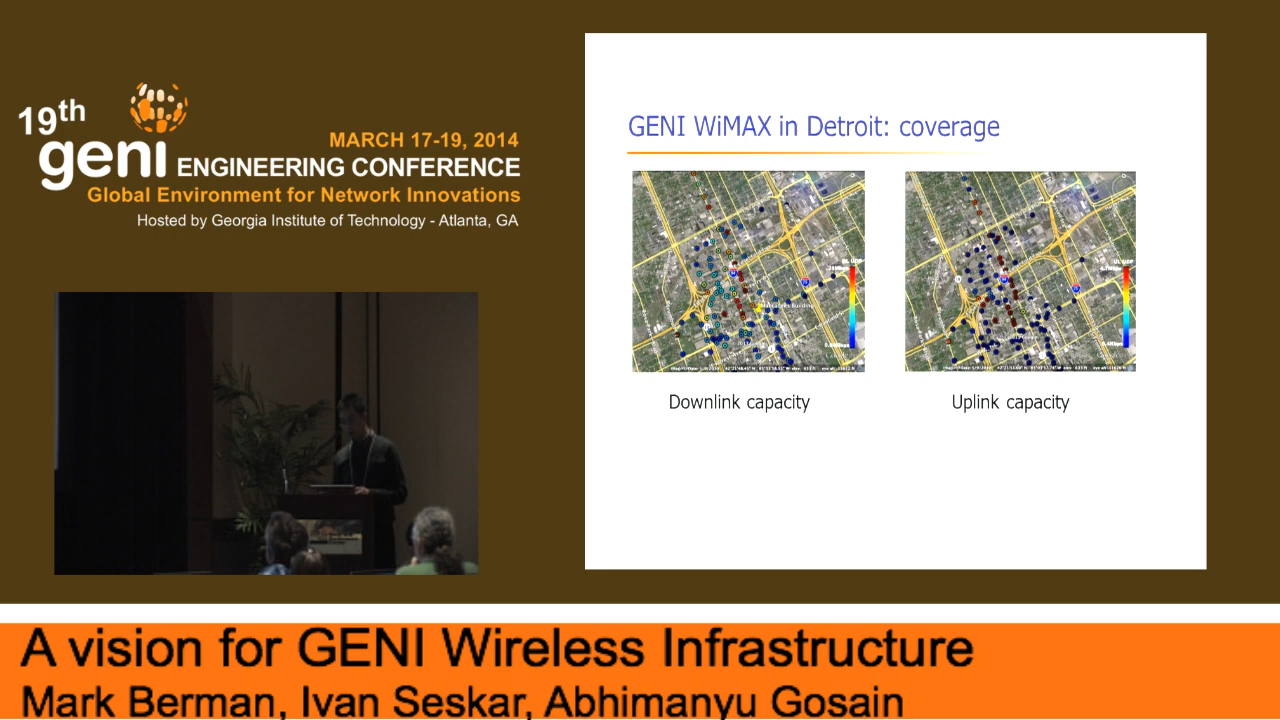 19th
geni ENGINEERING CONFERENCE
MARCH 17-19, 2014
Global Environment for Network Innovations
Hosted by Georgia Institute of Technology - Atlanta, GA
GENI WiMAX in Detroit: coverage
Downlink capacity
Uplink capacity
A vision for GENI Wireless Infrastructure
Mark Berman, Ivan Seskar, Abhimanyu Gosain